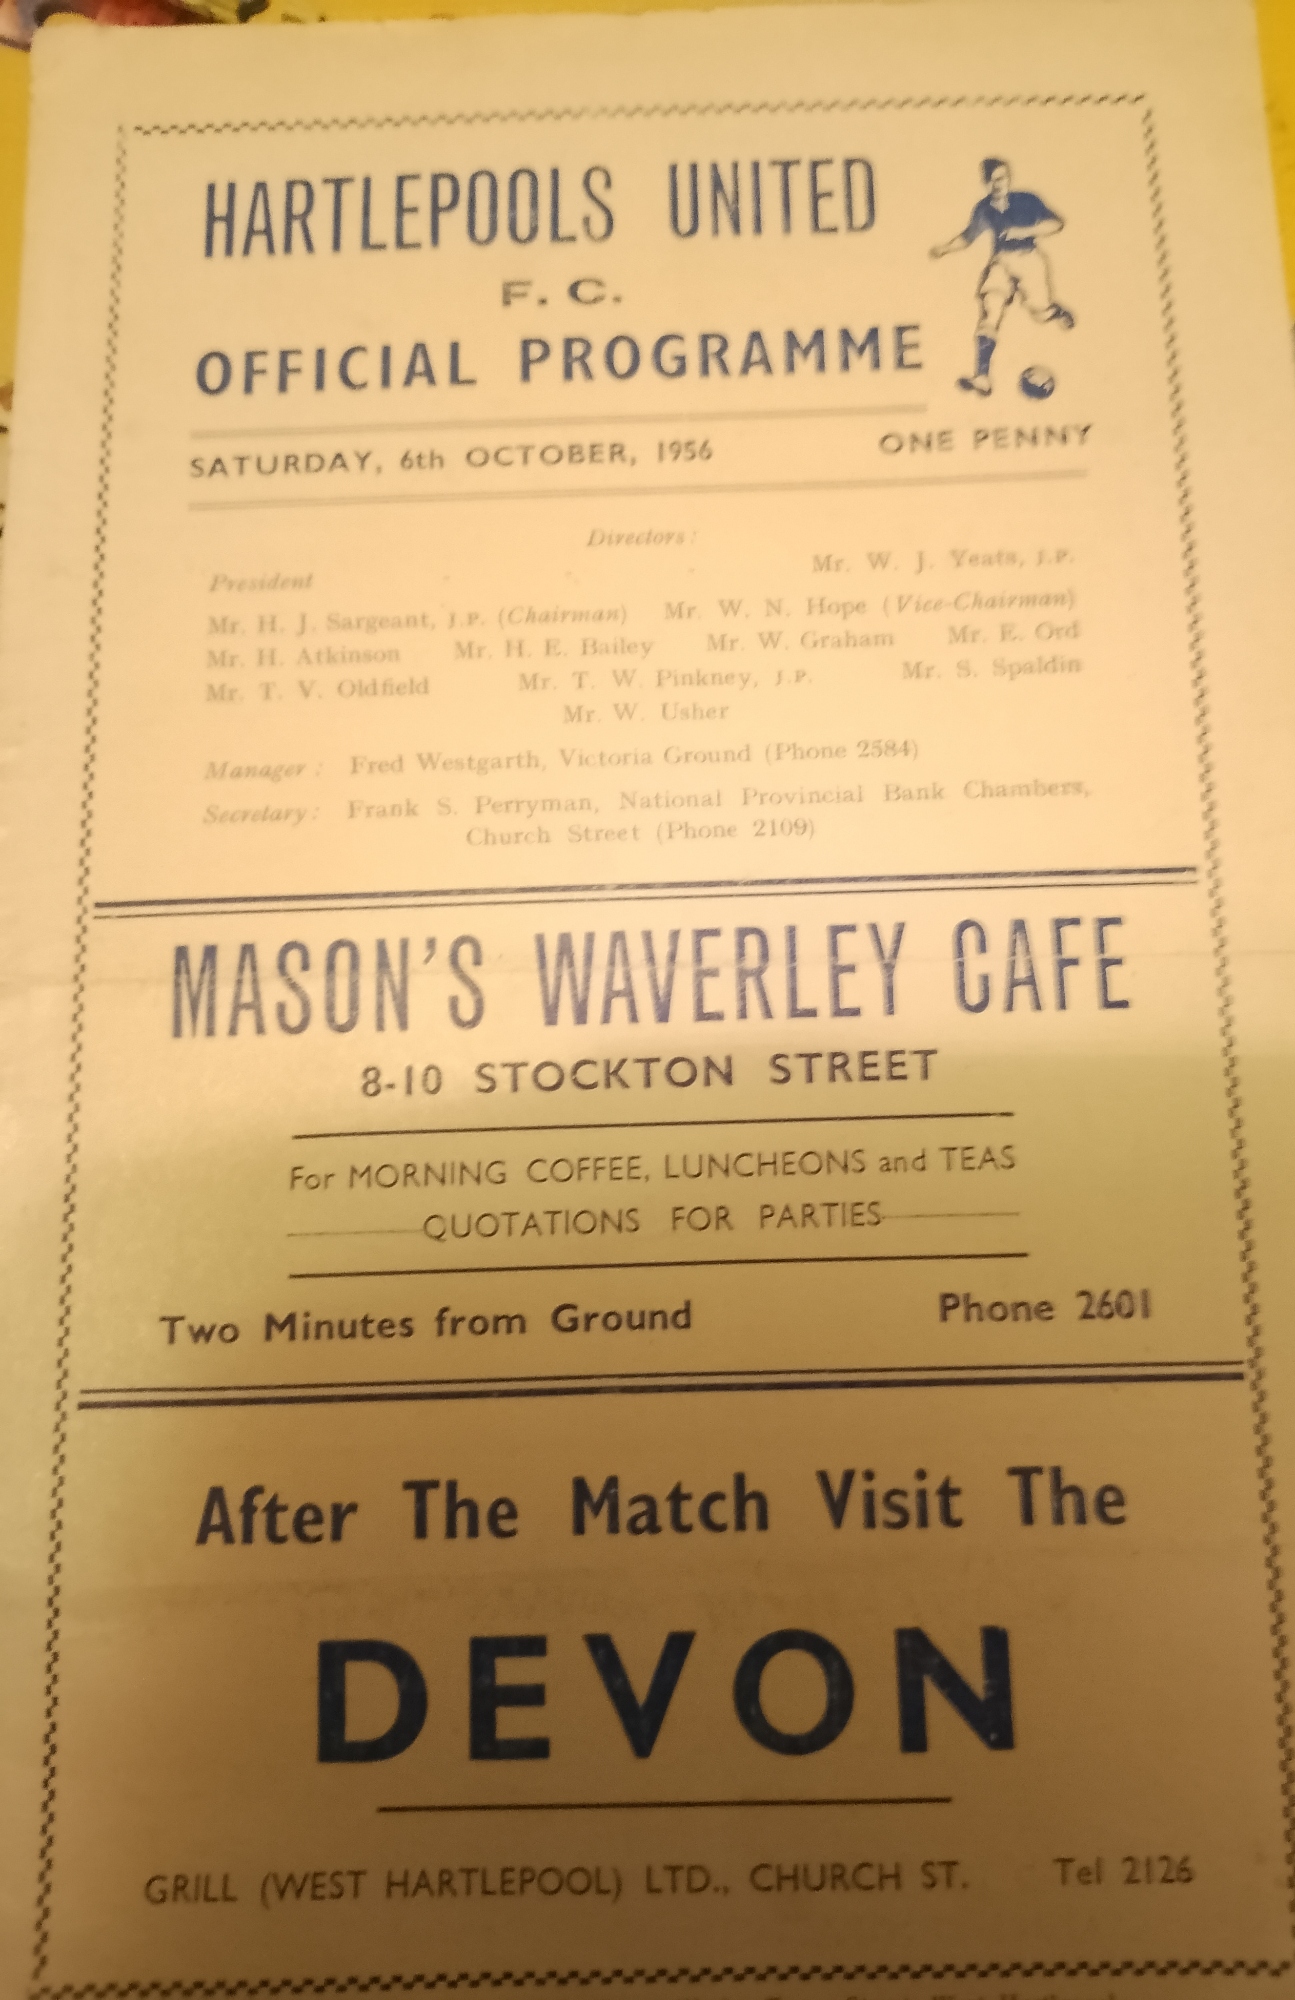 HARTLEPOOLS UNITED
F. C.
OFFICIAL PROGRAMME
SATURDAY, 6th OCTOBER, 1956 ONE PENNY
Directors:
President Mr. W. J. Yeats, J.P.
Mr. H. J. Sargeant, J.P. (Chairman) Mr. W. N. Hope (Vice-Chairman)
Mr. H. Atkinson Mr. H. E. Bailey Mr. W. Graham Mr. E. Ord
Mr. T. V. Oldfield Mr. T. W. Pinkney, J.P. Mr. S. Spaldin
Mr. W. Usher
Manager: Fred Westgarth, Victoria Ground (Phone 2584)
Secretary: Frank S. Perryman, National Provincial Bank Chambers,
Church Street (Phone 2109)
MASON'S WAVERLEY CAFE
8-10 STOCKTON STREET
For MORNING COFFEE, LUNCHEONS and TEAS
QUOTATIONS FOR PARTIES
Two Minutes from Ground Phone 2601
After The Match Visit The
DEVON
GRILL (WEST HARTLEPOOL) LTD., CHURCH ST. Tel 2126